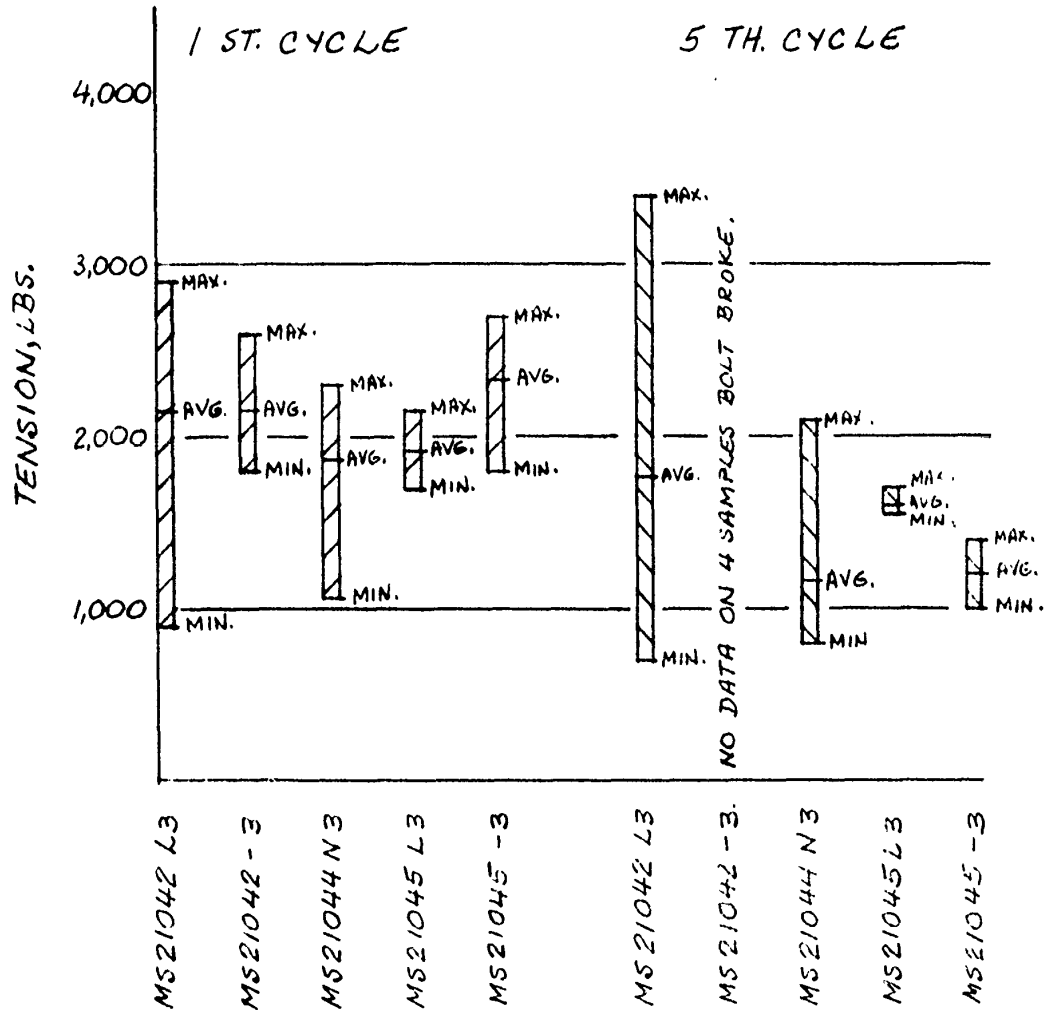 1 ST. CYCLE
5 TH. CYCLE
TENSION, LBS.
4,000
3,000
2,000
1,000
MAX.
AVG.
MIN.
MAX.
AVG.
MIN.
MAX.
AVG.
MIN.
MAX.
AVG.
MIN.
MAX.
AVG.
MIN.
MAX.
AVG.
MIN.
NO DATA ON 4 SAMPLES BOLT BROKE.
MAX.
AVG.
MIN
MAX.
AVG.
MIN.
MAX.
AVG.
MIN.
MS21042 L3
MS21042-3
MS21044 N3
MS21045 L3
MS21045-3
MS21042 L3
MS21042-3.
MS21044 N3
MS21045L3
MS21045-3